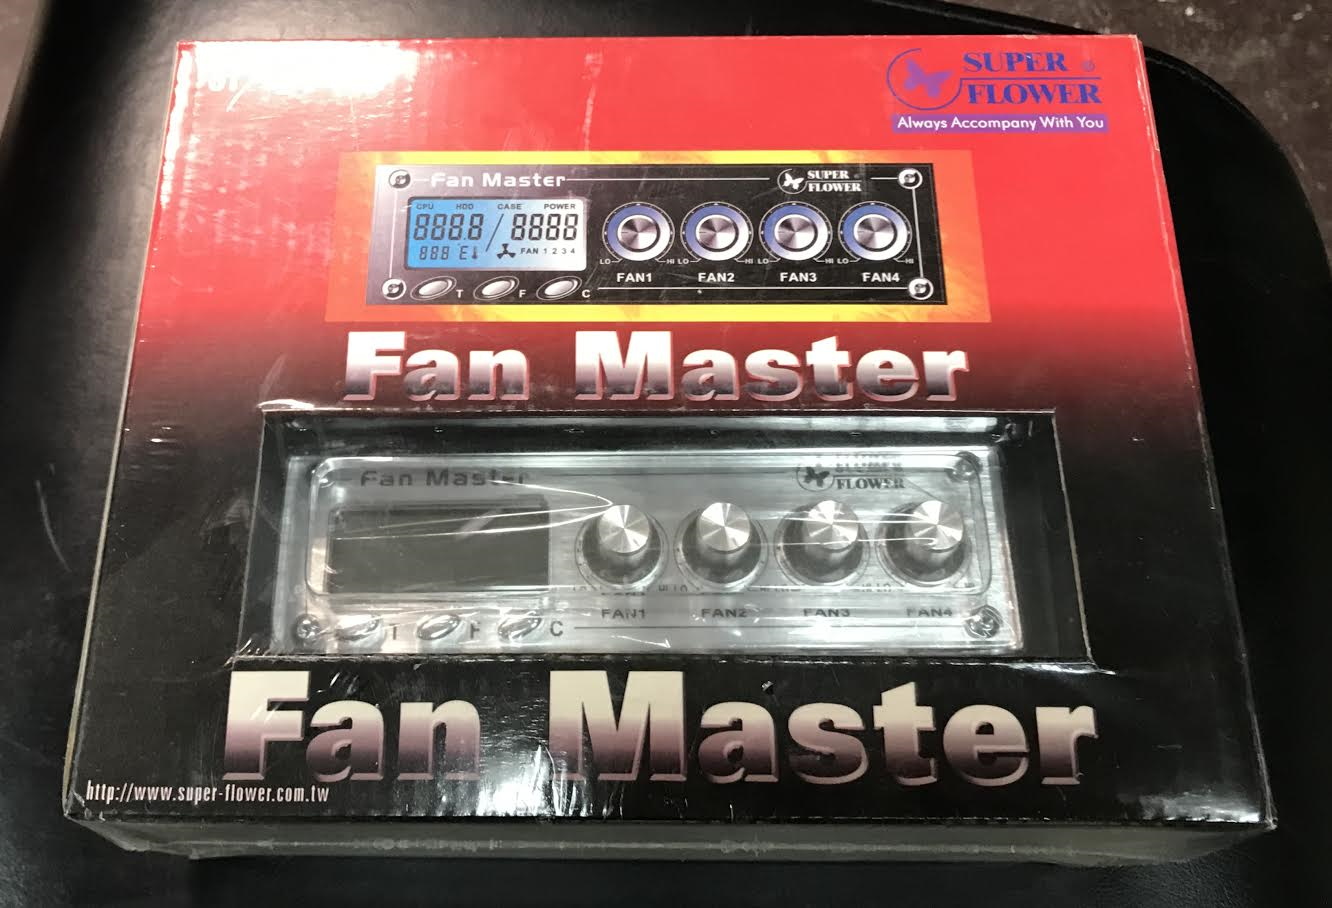 SUPER
FLOWER
Always Accompany With You
Fan Master
SUPER
FLOWER
CPU HDD CASE POWER
888.8 / 8888
888 E FAN 1 2 3 4
LO HI LO HI LO HI LO HI
FAN1 FAN2 FAN3 FAN4
T F C
Fan Master
Fan Master
FLOWER
FAN1 FAN2 FAN3 FAN4
T F C
Fan Master
http://www.super-flower.com.tw